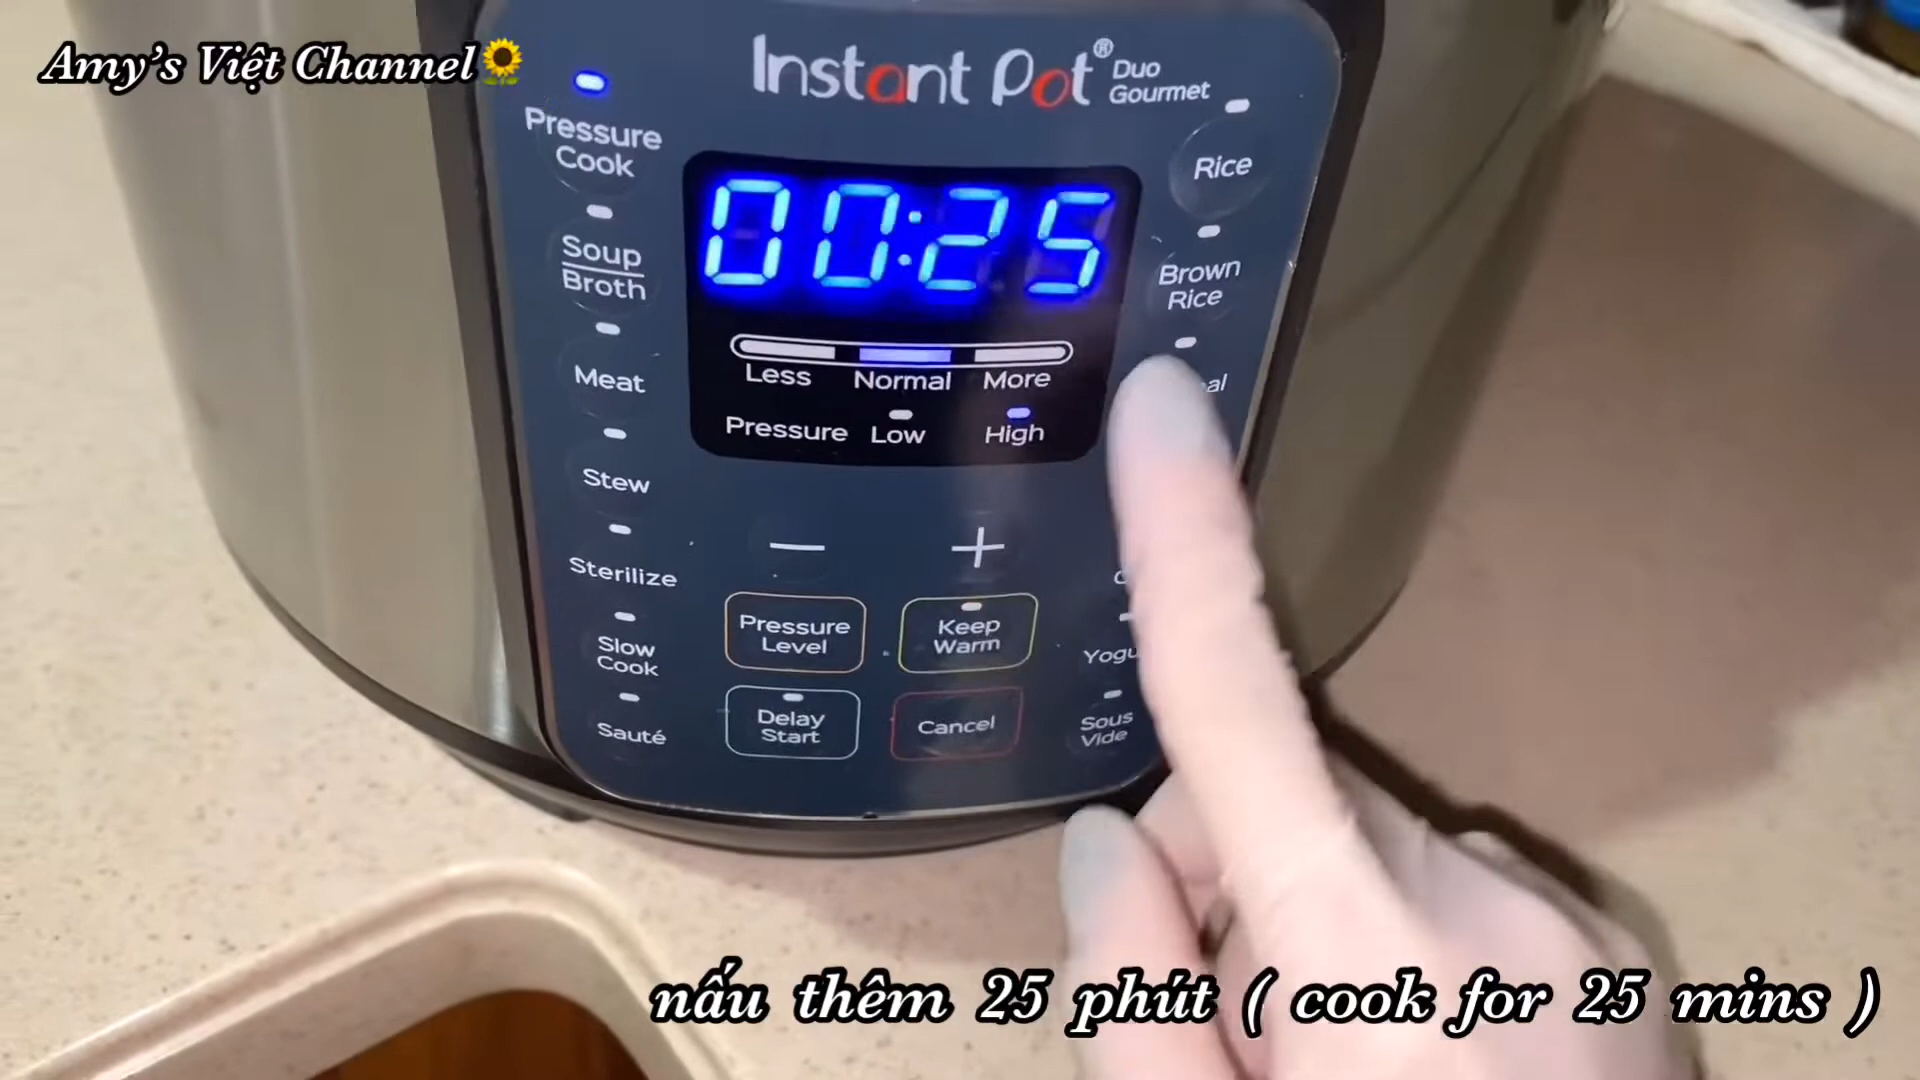 Amy's Việt Channel🌻
Instant Pot® Duo Gourmet
Pressure Cook
Rice
00:25
Soup Broth
Brown Rice
Less Normal More
Meat
Pressure Low High
Stew
Sterilize
− +
Pressure Level
Keep Warm
Slow Cook
Delay Start
Cancel
Sous Vide
Sauté
nấu thêm 25 phút ( cook for 25 mins )